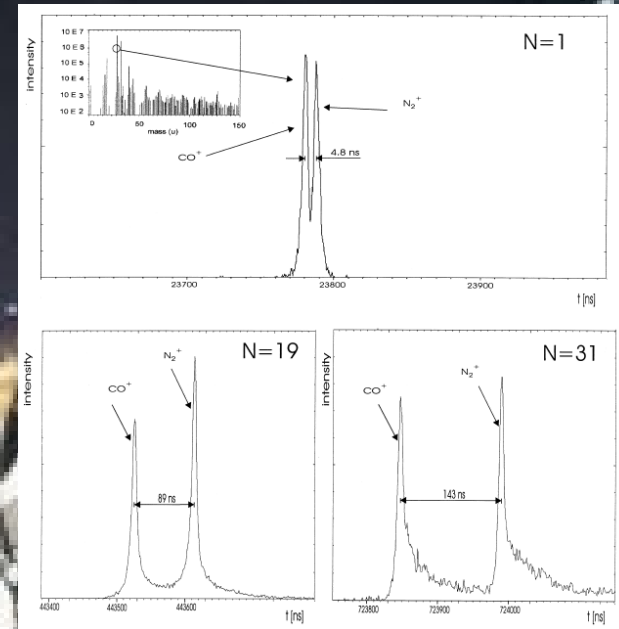 N=1
intensity
10 E 7
10 E 6
10 E 5
10 E 4
10 E 3
10 E 2
0 50 100 150
mass (u)
N₂⁺
CO⁺
4.8 ns
23700 23800 23900
t [ns]
N=19
intensity
N₂⁺
CO⁺
89 ns
443400 443500 443600
t [ns]
N=31
intensity
N₂⁺
CO⁺
143 ns
723800 723900 724000
t [ns]